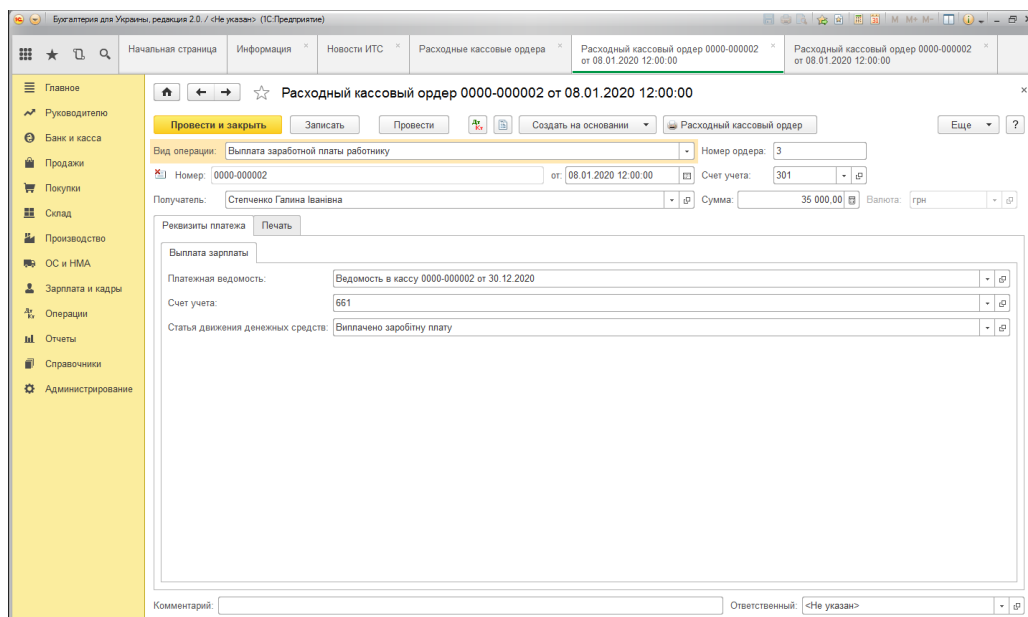 Бухгалтерия для Украины, редакция 2.0. / <Не указан> (1С:Предприятие)
M M+ M-
Начальная страница
Информация
Новости ИТС
Расходные кассовые ордера
Расходный кассовый ордер 0000-000002 от 08.01.2020 12:00:00
Расходный кассовый ордер 0000-000002 от 08.01.2020 12:00:00
Главное
Руководителю
Банк и касса
Продажи
Покупки
Склад
Производство
ОС и НМА
Зарплата и кадры
Операции
Отчеты
Справочники
Администрирование
Расходный кассовый ордер 0000-000002 от 08.01.2020 12:00:00
Провести и закрыть
Записать
Провести
Дт Кт
Создать на основании
Расходный кассовый ордер
Еще
?
Вид операции: Выплата заработной платы работнику
Номер ордера: 3
Номер: 0000-000002
от: 08.01.2020 12:00:00
Счет учета: 301
Получатель: Степченко Галина Іванівна
Сумма: 35 000,00
Валюта: грн
Реквизиты платежа
Печать
Выплата зарплаты
Платежная ведомость: Ведомость в кассу 0000-000002 от 30.12.2020
Счет учета: 661
Статья движения денежных средств: Виплачено заробітну плату
Комментарий:
Ответственный: <Не указан>